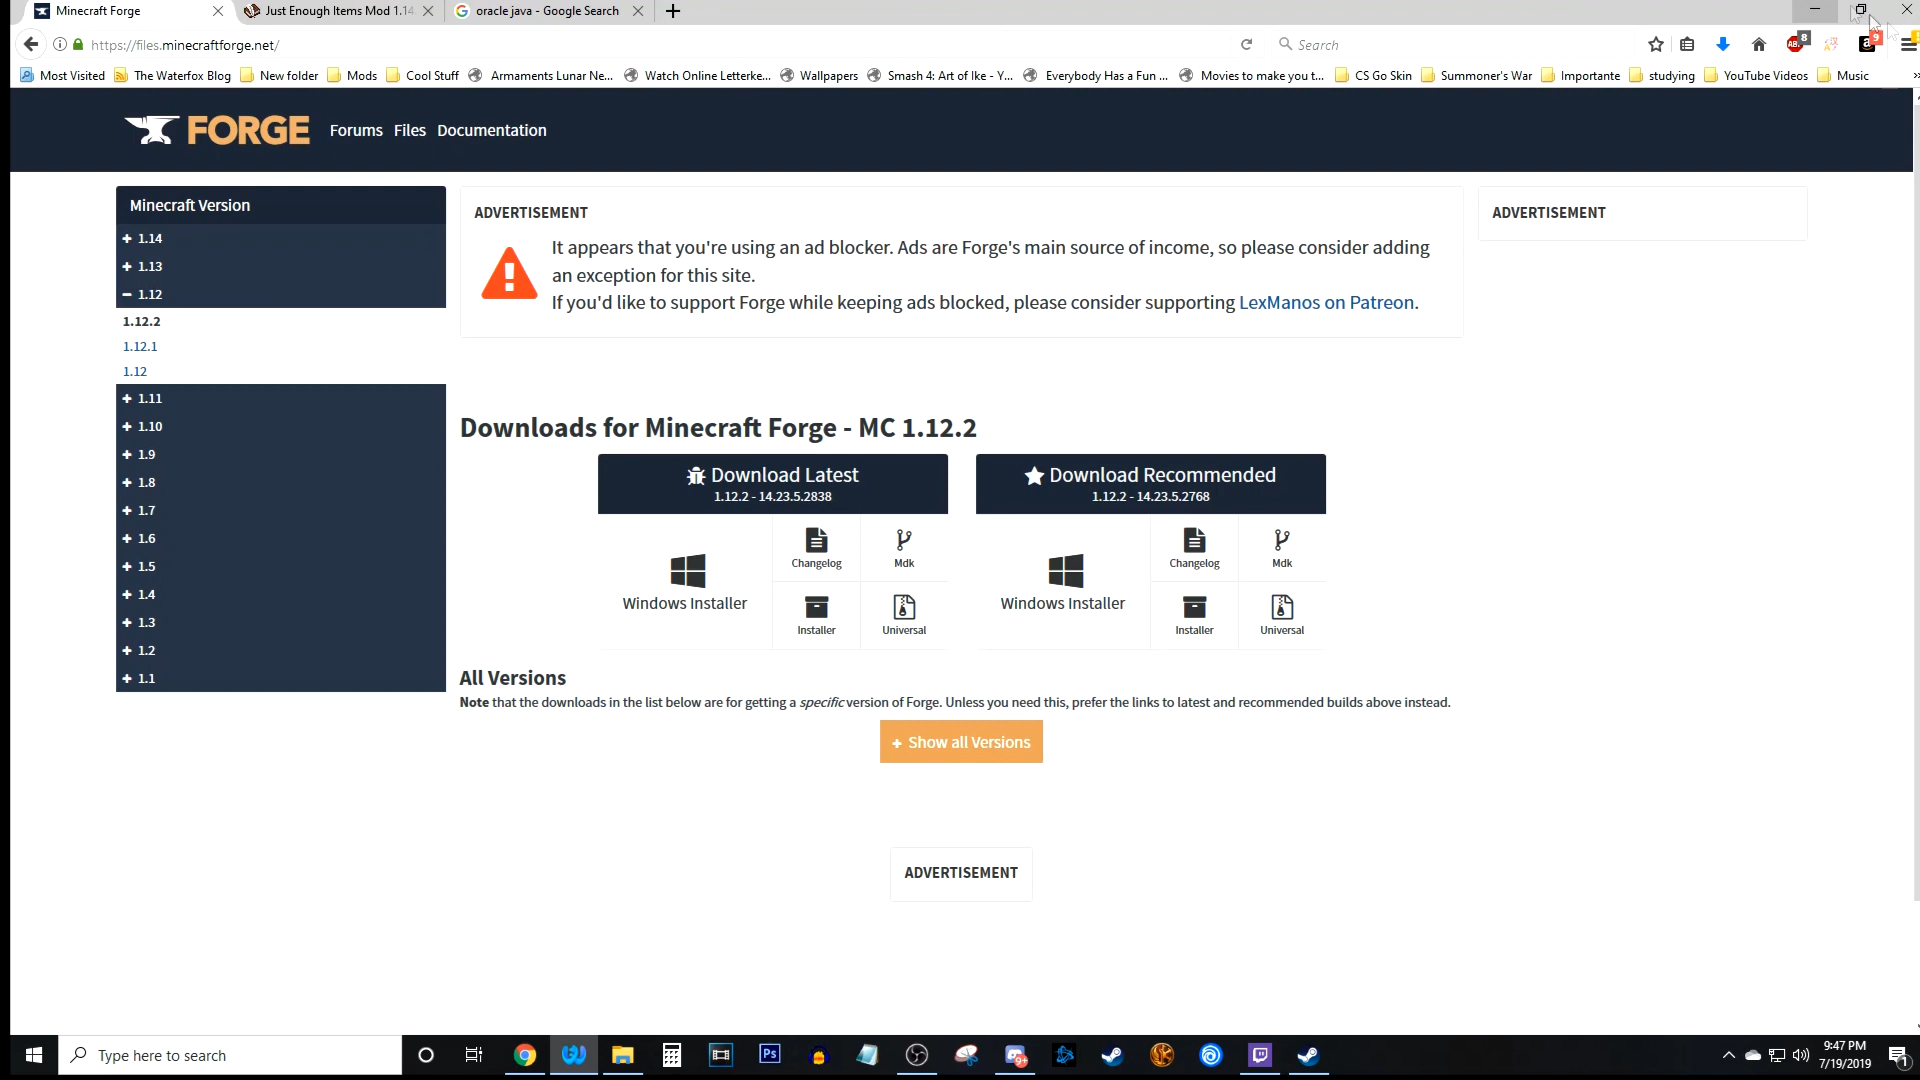 Minecraft Forge
Just Enough Items Mod 1.14
oracle java - Google Search
https://files.minecraftforge.net/
Search
8
9
Most Visited
The Waterfox Blog
New folder
Mods
Cool Stuff
Armaments Lunar Ne...
Watch Online Letterke...
Wallpapers
Smash 4: Art of Ike - Y...
Everybody Has a Fun ...
Movies to make you t...
CS Go Skin
Summoner's War
Importante
studying
YouTube Videos
Music
FORGE
Forums Files Documentation
Minecraft Version
1.14
1.13
1.12
1.12.2
1.12.1
1.12
1.11
1.10
1.9
1.8
1.7
1.6
1.5
1.4
1.3
1.2
1.1
ADVERTISEMENT
It appears that you're using an ad blocker. Ads are Forge's main source of income, so please consider adding
an exception for this site.
If you'd like to support Forge while keeping ads blocked, please consider supporting LexManos on Patreon.
ADVERTISEMENT
Downloads for Minecraft Forge - MC 1.12.2
Download Latest
1.12.2 - 14.23.5.2838
Windows Installer
Changelog
Mdk
Installer
Universal
Download Recommended
1.12.2 - 14.23.5.2768
Windows Installer
Changelog
Mdk
Installer
Universal
All Versions
Note that the downloads in the list below are for getting a specific version of Forge. Unless you need this, prefer the links to latest and recommended builds above instead.
+ Show all Versions
ADVERTISEMENT
Type here to search
Ps
9+
9:47 PM
7/19/2019
1